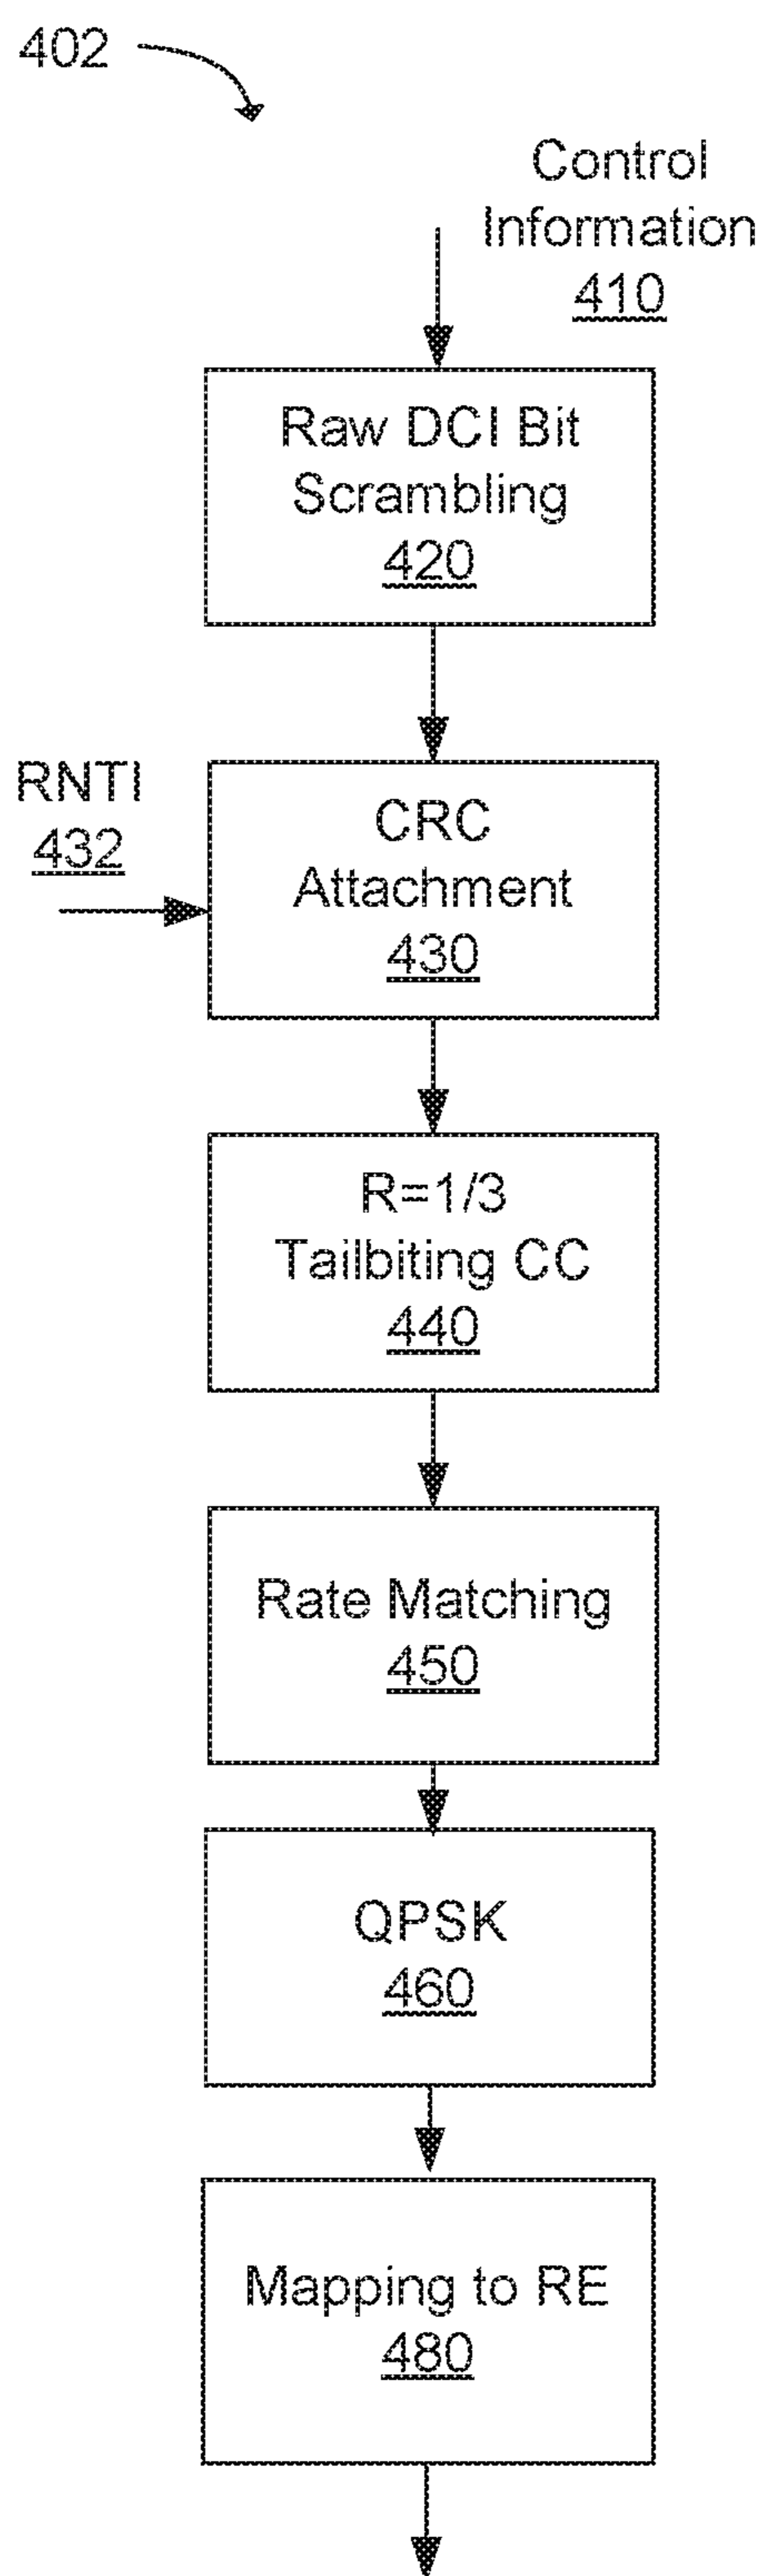 402
Control
Information
410
Raw DCI Bit
Scrambling
420
RNTI
432
CRC
Attachment
430
R=1/3
Tailbiting CC
440
Rate Matching
450
QPSK
460
Mapping to RE
480